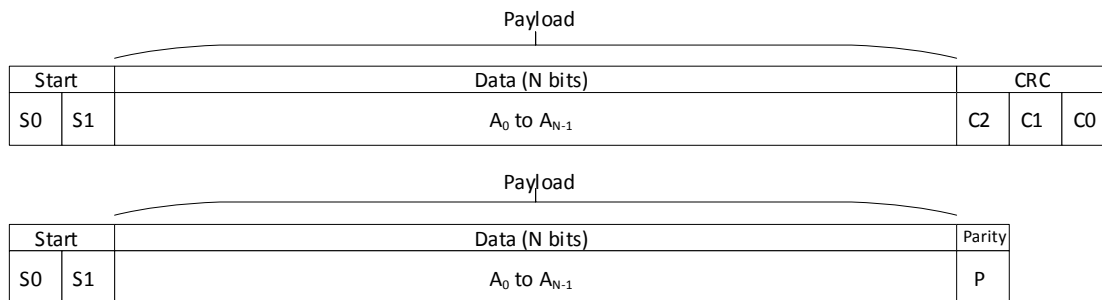 Payload
Start Data (N bits) CRC
S0 S1 A0 to AN-1 C2 C1 C0
Payload
Start Data (N bits) Parity
S0 S1 A0 to AN-1 P